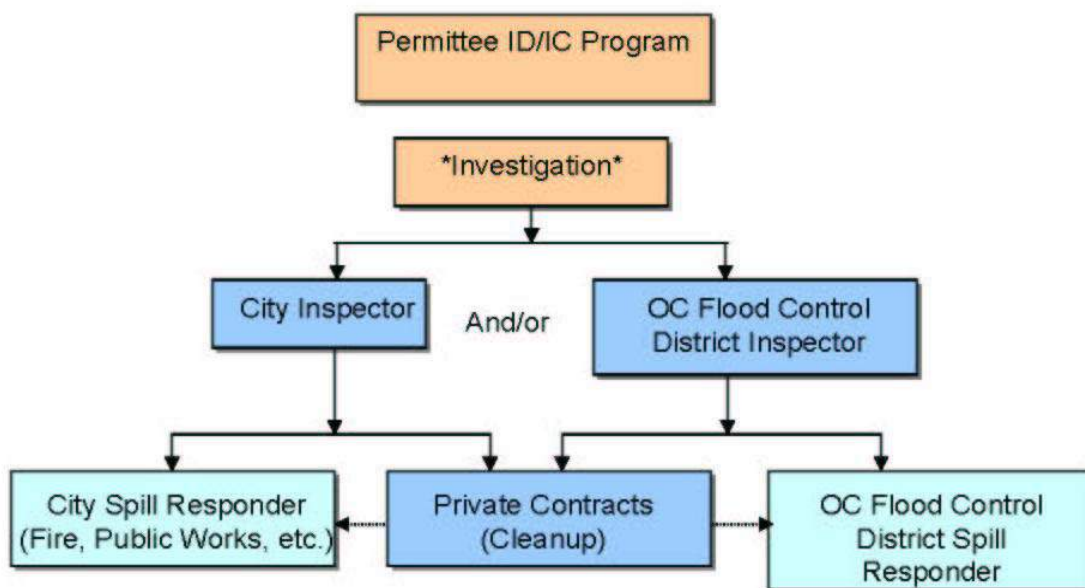 Permittee ID/IC Program
*Investigation*
City Inspector
And/or
OC Flood Control
District Inspector
City Spill Responder
(Fire, Public Works, etc.)
Private Contracts
(Cleanup)
OC Flood Control
District Spill
Responder